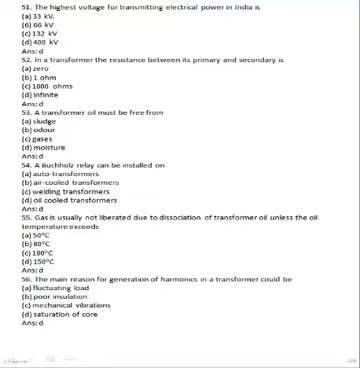 51. The highest voltage for transmitting electrical power in India is
(a) 33 kV.
(6) 66 kV
(c) 132 kV
(d) 400 kV
Ans: d
52. In a transformer the resistance between its primary and secondary is
(a) zero
(b) 1 ohm
(c) 1000 ohms
(d) infinite
Ans: d
53. A transformer oil must be free from
(a) sludge
(b) odour
(c) gases
(d) moisture
Ans: d
54. A Buchholz relay can be installed on
(a) auto-transformers
(b) air-cooled transformers
(c) welding transformers
(d) oil cooled transformers
Ans: d
55. Gas is usually not liberated due to dissociation of transformer oil unless the oil
temperature exceeds
(a) 50°C
(b) 80°C
(c) 100°C
(d) 150°C
Ans: d
56. The main reason for generation of harmonics in a transformer could be
(a) fluctuating load
(b) poor insulation
(c) mechanical vibrations
(d) saturation of core
Ans: d